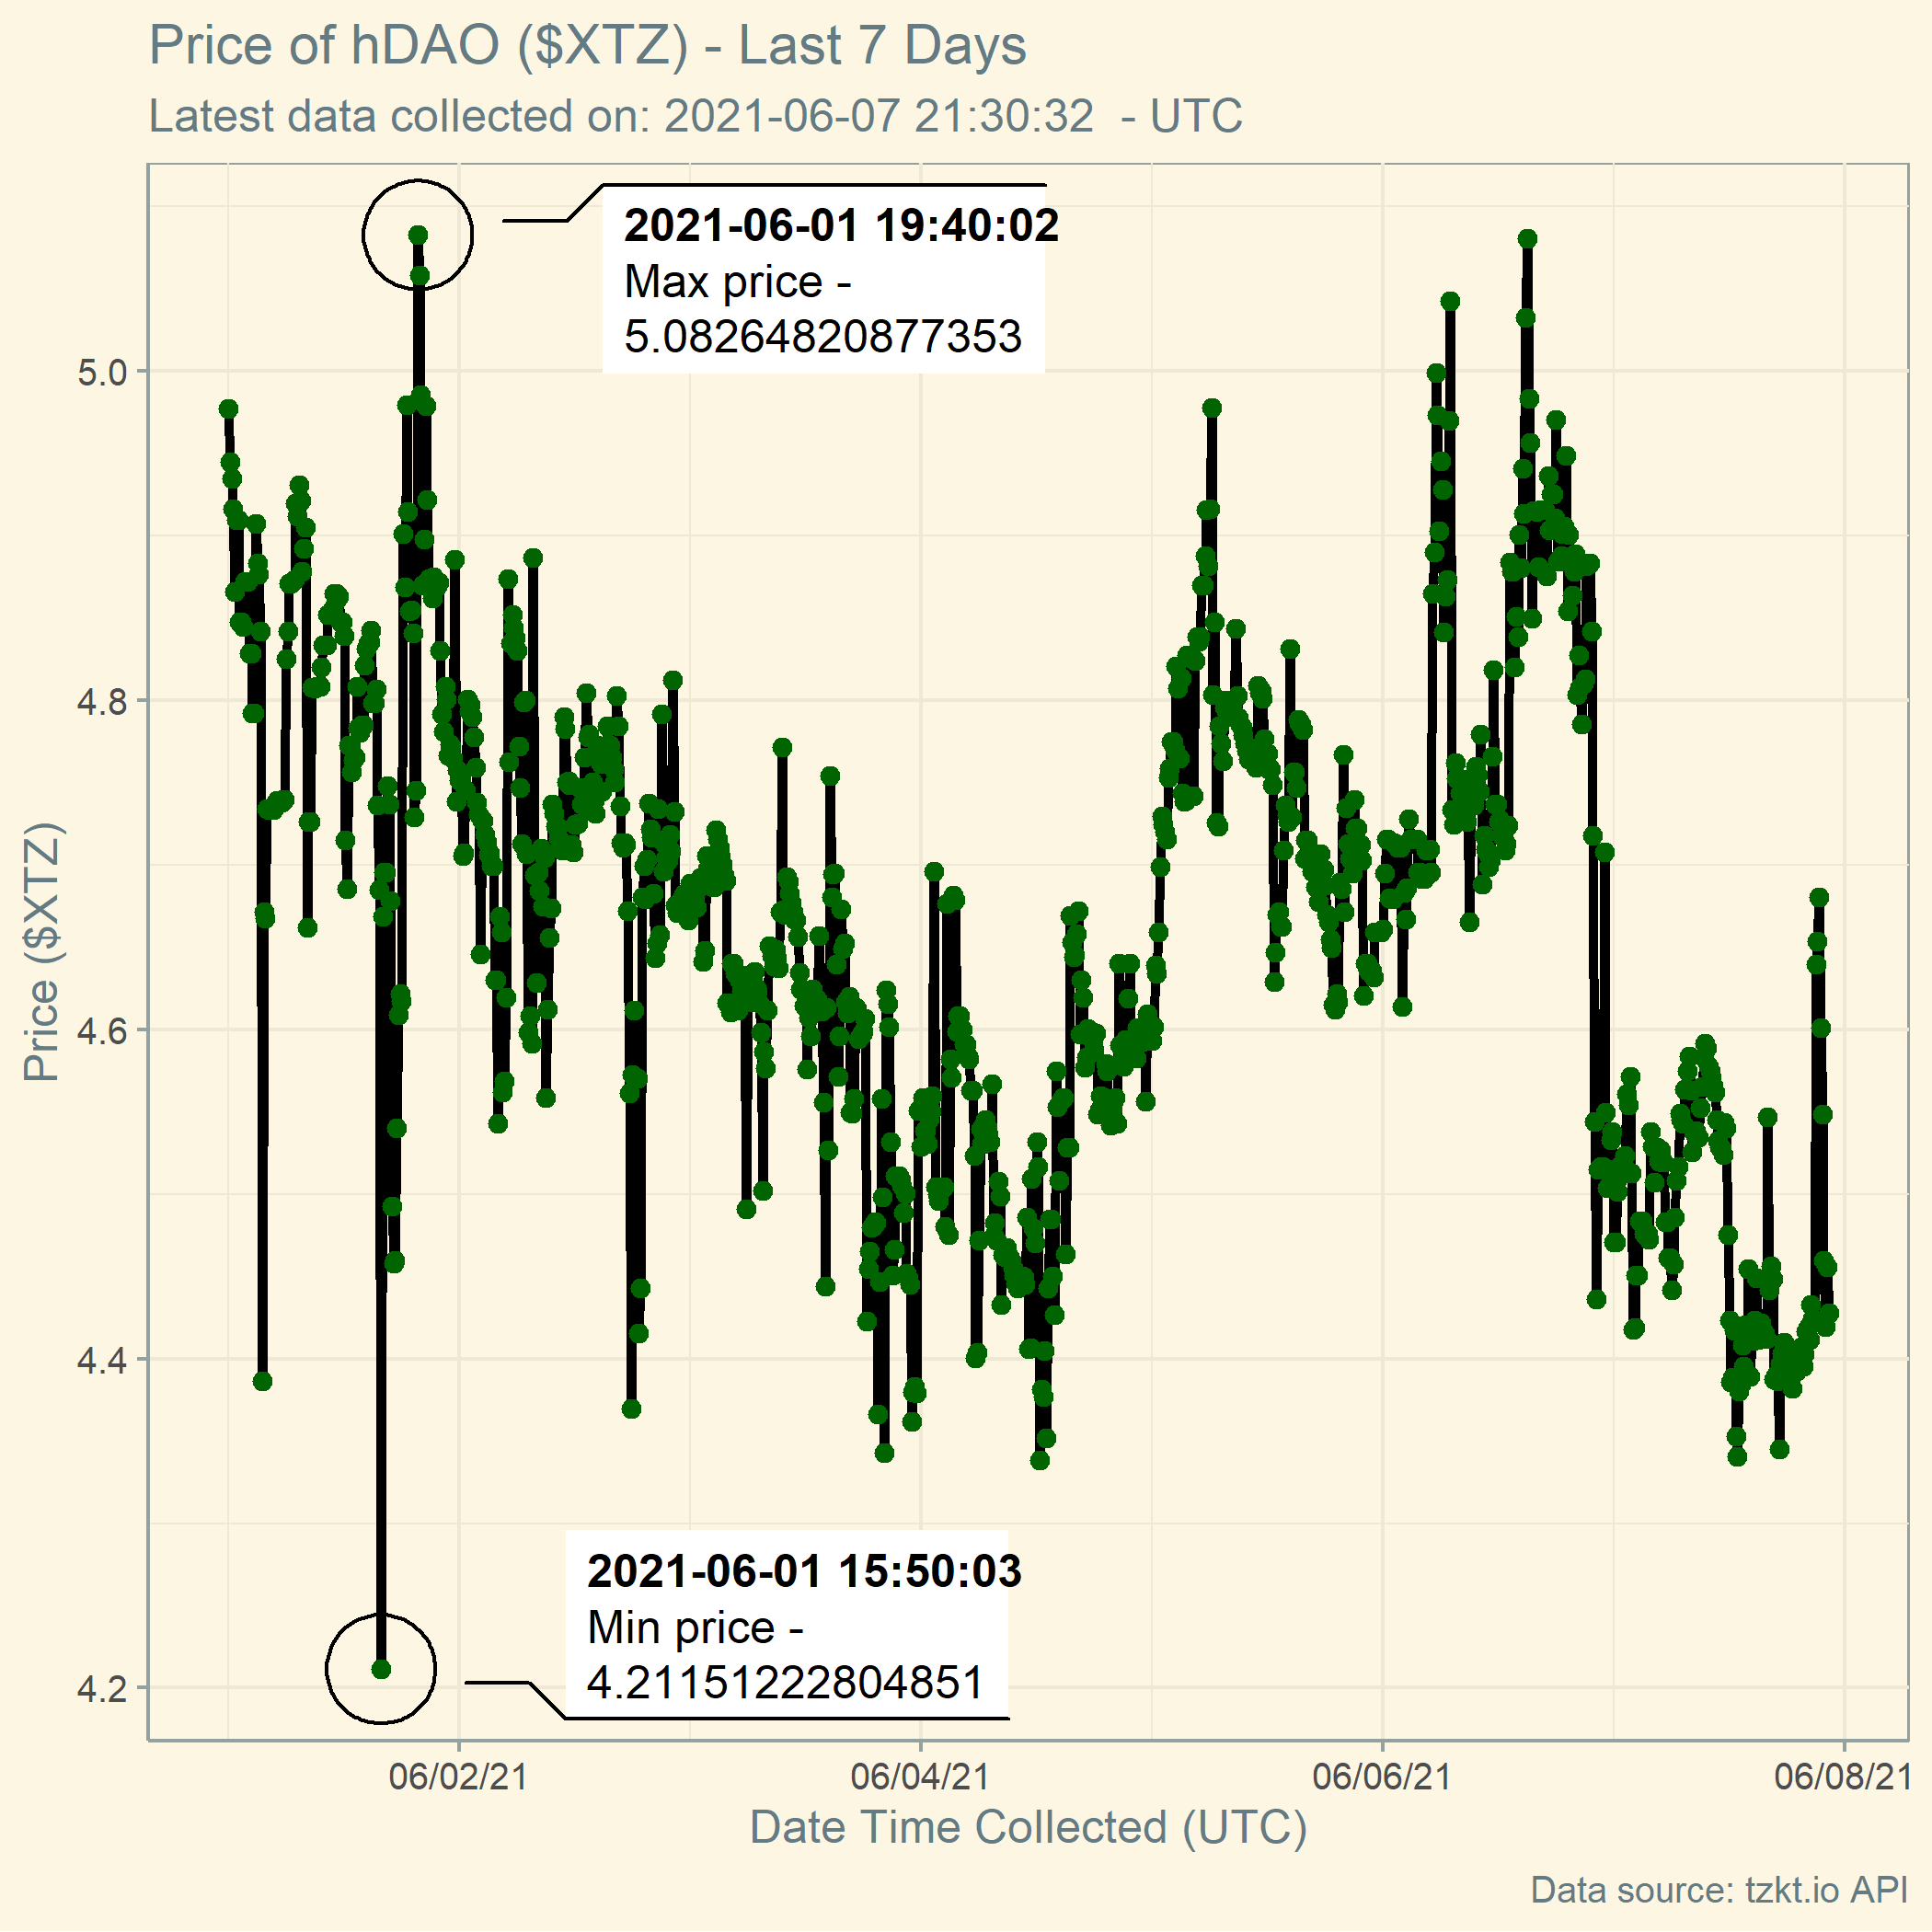 Price of hDAO ($XTZ) - Last 7 Days
Latest data collected on: 2021-06-07 21:30:32  - UTC
2021-06-01 19:40:02
Max price -
5.08264820877353
5.0
4.8
4.6
4.4
4.2
Price ($XTZ)
2021-06-01 15:50:03
Min price -
4.21151222804851
06/02/21
06/04/21
06/06/21
06/08/21
Date Time Collected (UTC)
Data source: tzkt.io API